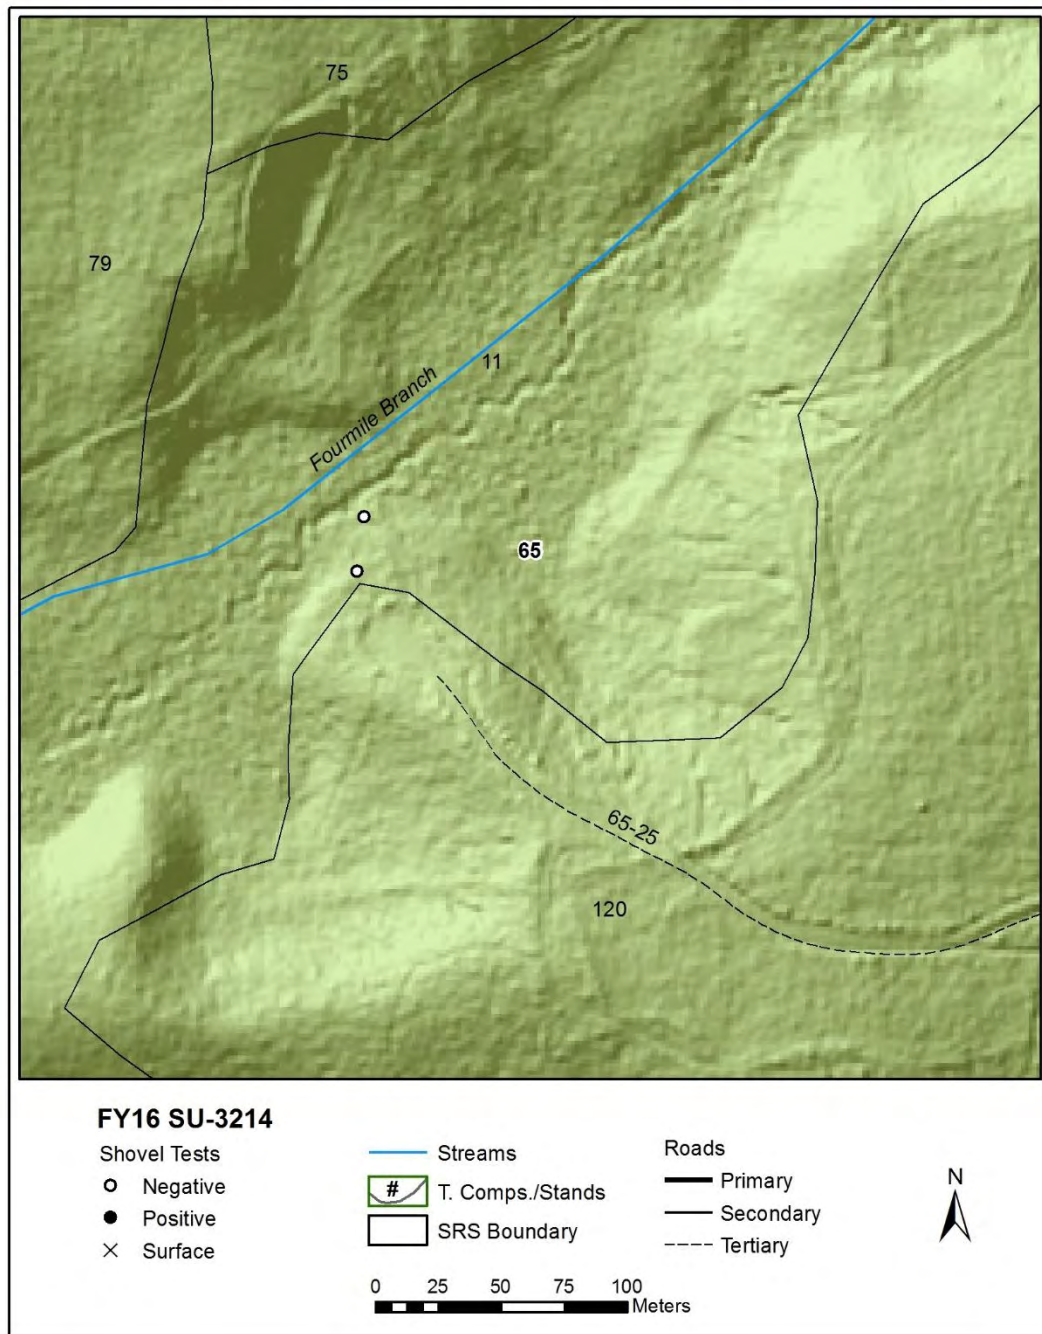 75
79
11
Fourmile Branch
65
65-25
120
FY16 SU-3214
Shovel Tests
Negative
Positive
Surface
Streams
# T. Comps./Stands
SRS Boundary
Roads
Primary
Secondary
Tertiary
N
0 25 50 75 100
Meters